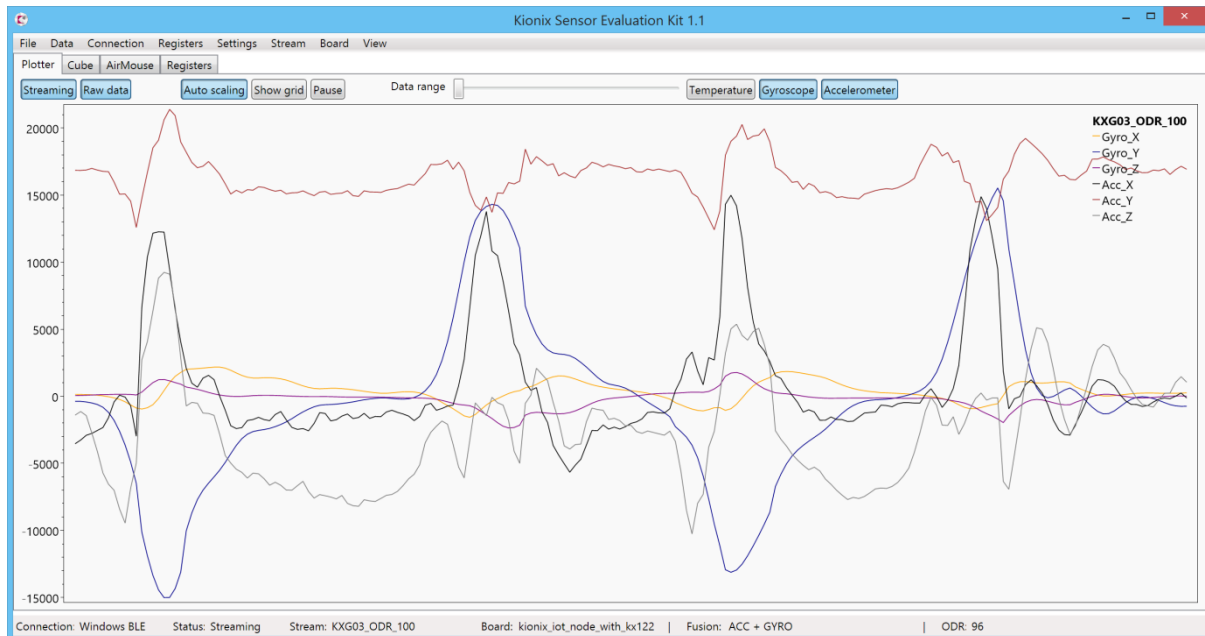 Kionix Sensor Evaluation Kit 1.1
File Data Connection Registers Settings Stream Board View
Plotter Cube AirMouse Registers
Streaming Raw data Auto scaling Show grid Pause Data range Temperature Gyroscope Accelerometer
KXG03_ODR_100
Gyro_X
Gyro_Y
Gyro_Z
Acc_X
Acc_Y
Acc_Z
20000
15000
10000
5000
0
-5000
-10000
-15000
Connection: Windows BLE Status: Streaming Stream: KXG03_ODR_100 Board: kionix_iot_node_with_kx122 | Fusion: ACC + GYRO | ODR: 96